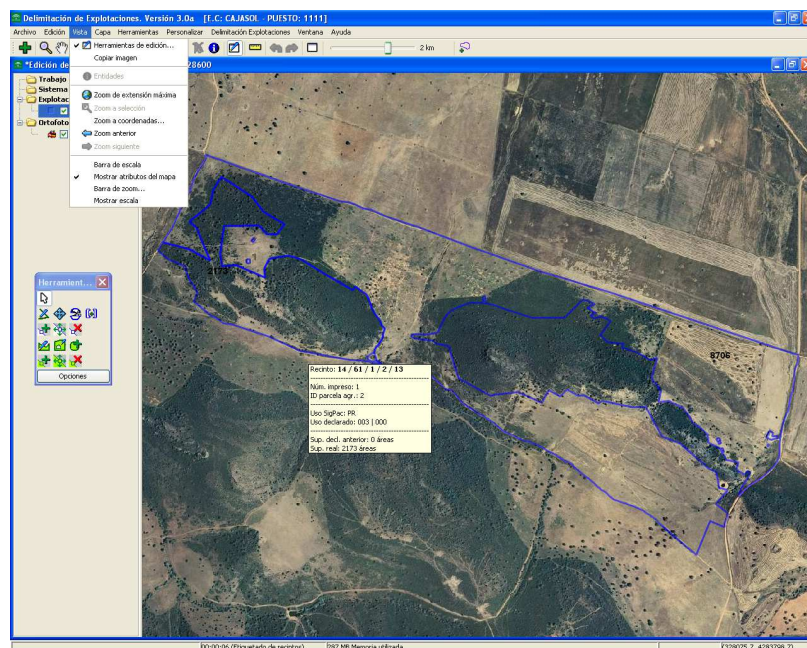 Delimitación de Explotaciones. Versión 3.0a [E.C: CAJASOL - PUESTO: 1111]
Archivo Edición Vista Capa Herramientas Personalizar Delimitación Explotaciones Ventana Ayuda
2 km
*Edición de
28600
Trabajo
Sistema
Explotac
Ortofoto
Herramientas de edición...
Copiar imagen
Entidades
Zoom de extensión máxima
Zoom a selección
Zoom a coordenadas...
Zoom anterior
Zoom siguiente
Barra de escala
Mostrar atributos del mapa
Barra de zoom...
Mostrar escala
Herramient...
Opciones
2173
8706
Recinto: 14 / 61 / 1 / 2 / 13
Núm. impreso: 1
ID parcela agr.: 2
Uso SigPac: PR
Uso declarado: 003 | 000
Sup. decl. anterior: 0 áreas
Sup. real: 2173 áreas
00:00:06 (Etiquetado de recintos)
287 MB Memoria utilizada
(328075.7, 4283798.7)